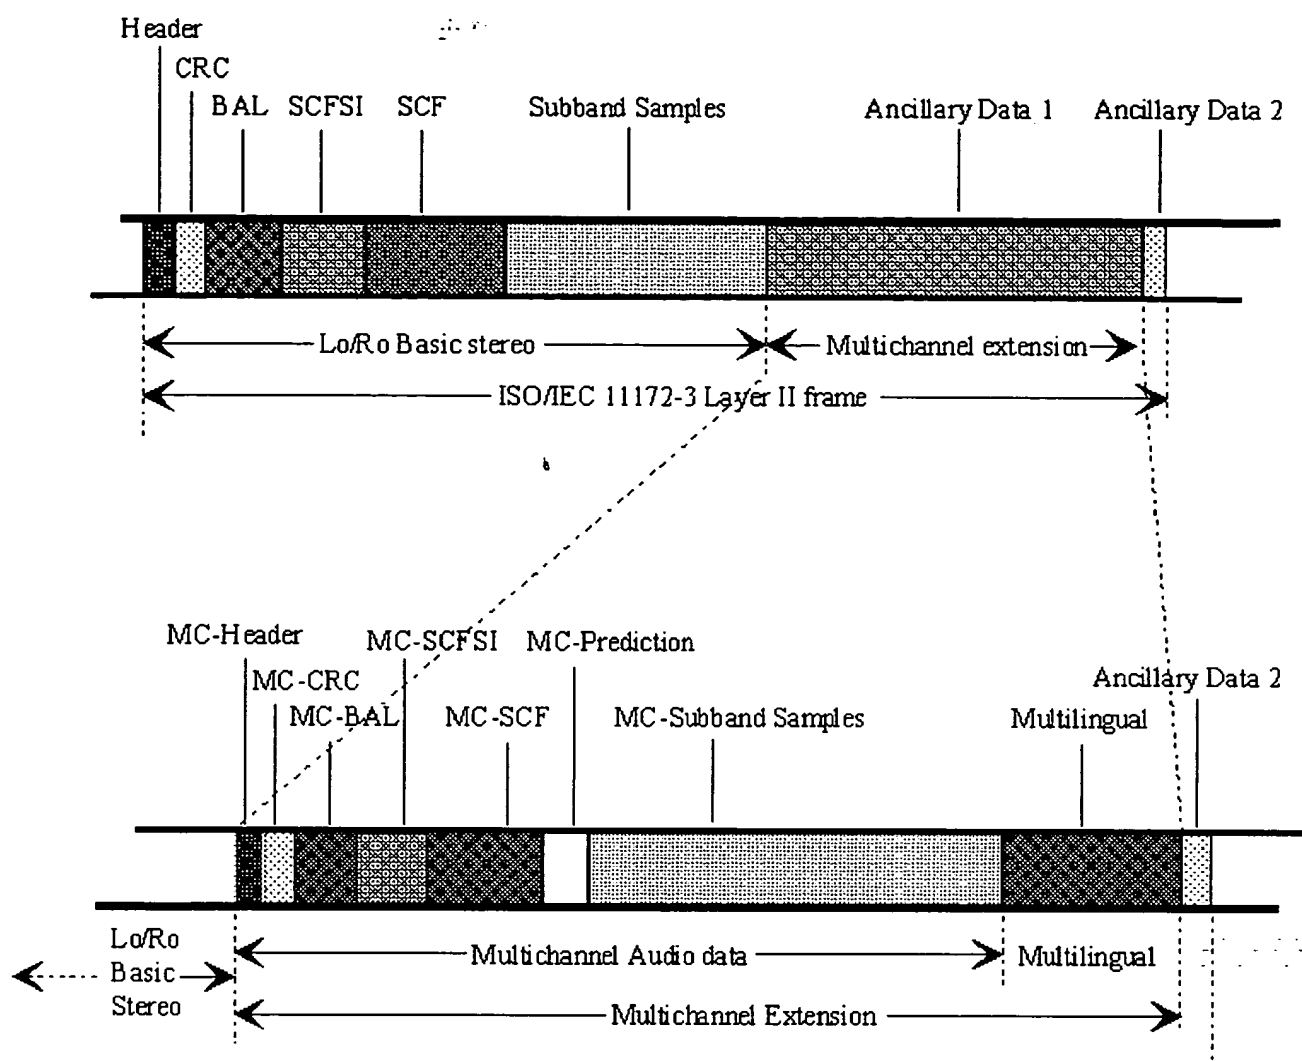 Header
CRC
BAL SCFSI SCF Subband Samples Ancillary Data 1 Ancillary Data 2
Lo/Ro Basic stereo Multichannel extension
ISO/IEC 11172-3 Layer II frame
MC-Header MC-SCFSI MC-Prediction
MC-CRC Ancillary Data 2
MC-BAL MC-SCF MC-Subband Samples Multilingual
Lo/Ro
Basic
Stereo
Multichannel Audio data Multilingual
Multichannel Extension